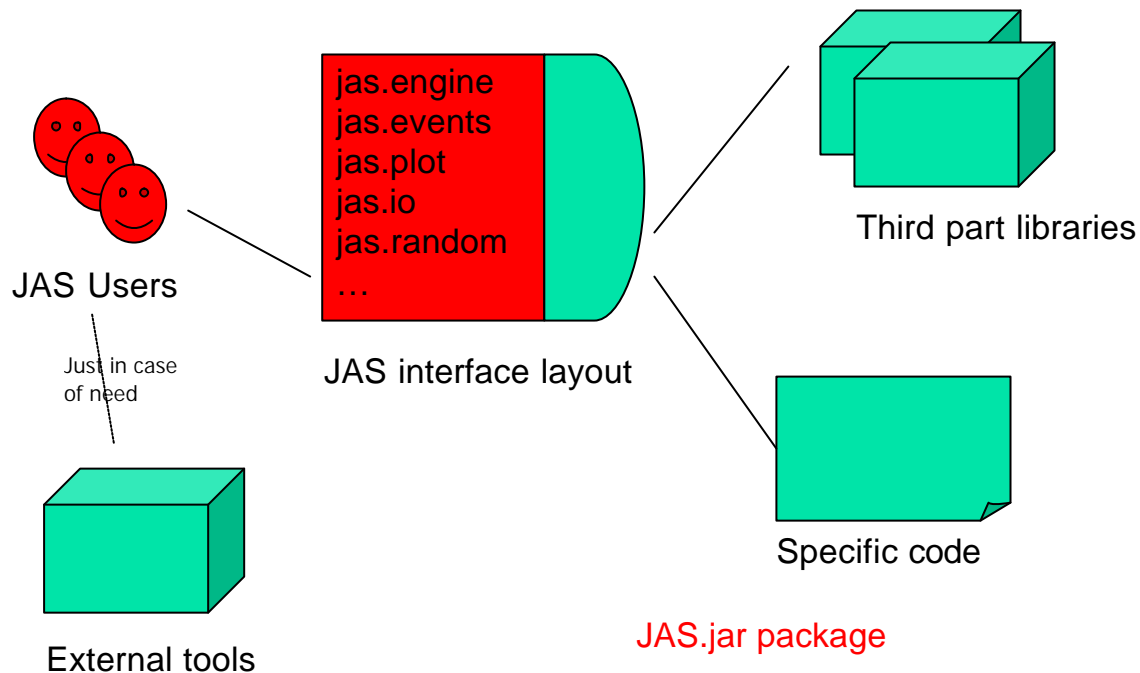 jas.engine
jas.events
jas.plot
jas.io
jas.random
…
JAS Users
Just in case
of need
JAS interface layout
Third part libraries
Specific code
External tools
JAS.jar package